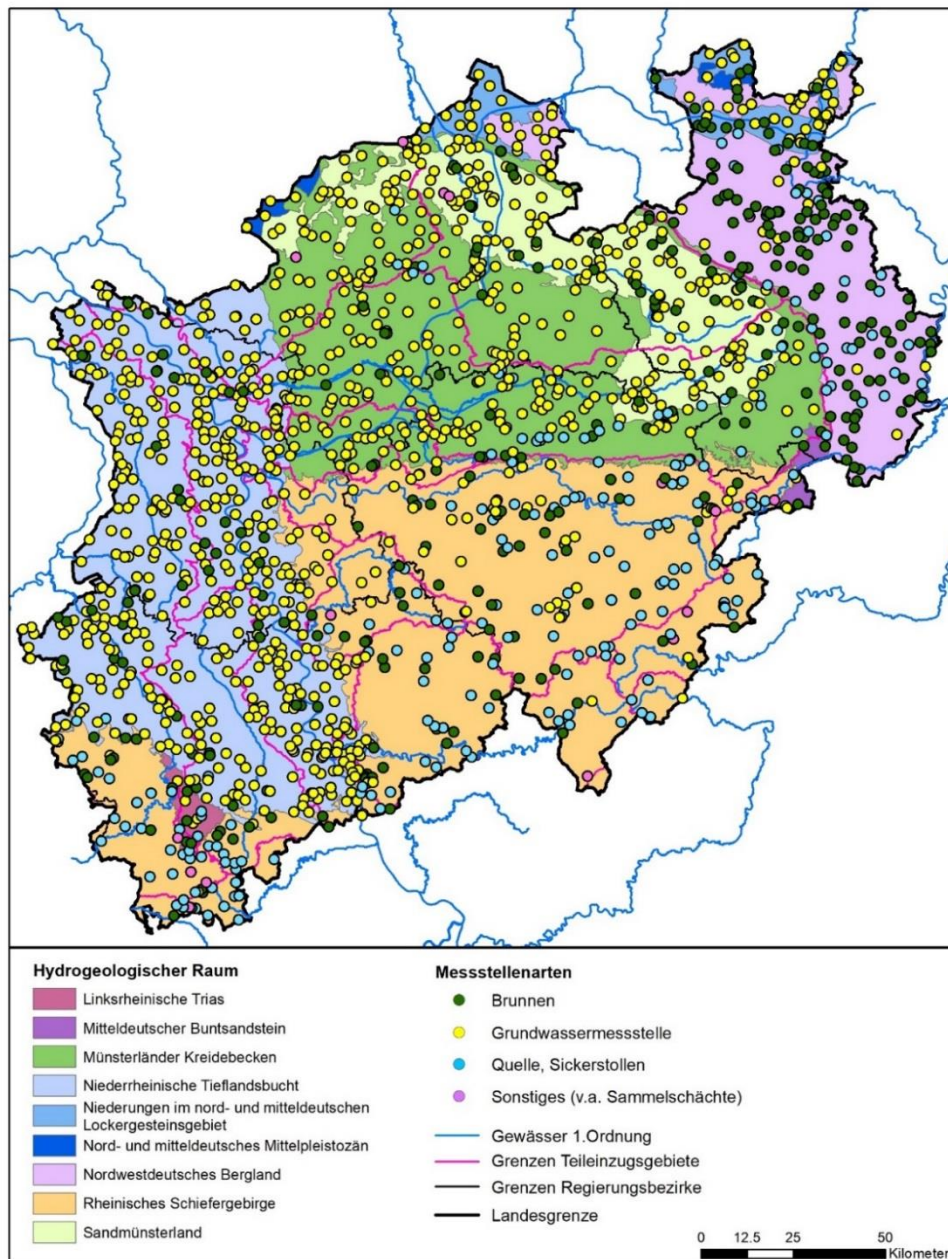 Hydrogeologischer Raum
Linksrheinische Trias
Mitteldeutscher Buntsandstein
Münsterländer Kreidebecken
Niederrheinische Tieflandsbucht
Niederungen im nord- und mitteldeutschen
Lockergesteinsgebiet
Nord- und mitteldeutsches Mittelpleistozän
Nordwestdeutsches Bergland
Rheinisches Schiefergebirge
Sandmünsterland
Messstellenarten
Brunnen
Grundwassermessstelle
Quelle, Sickerstollen
Sonstiges (v.a. Sammelschächte)
Gewässer 1.Ordnung
Grenzen Teileinzugsgebiete
Grenzen Regierungsbezirke
Landesgrenze
0 12.5 25 50
Kilometer